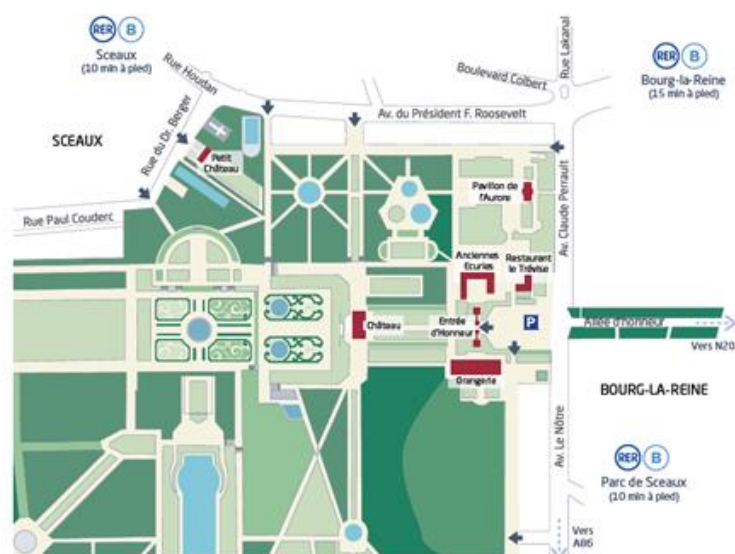 RER B
Sceaux
(10 min à pied)
Rue Houdan
Boulevard Colbert
Rue Lakanal
RER B
Bourg-la-Reine
(15 min à pied)
Av. du Président F. Roosevelt
SCEAUX
Rue du Dr. Berger
Petit
Château
Pavillon de
l'Aurore
Av. Claude Perrault
Rue Paul Couderc
Anciennes
Ecuries
Restaurant
le Trévise
Château
Entrée
d'Honneur
P
Allée d'honneur
Vers N20
Orangerie
BOURG-LA-REINE
Av. Le Nôtre
RER B
Parc de Sceaux
(10 min à pied)
Vers
A86